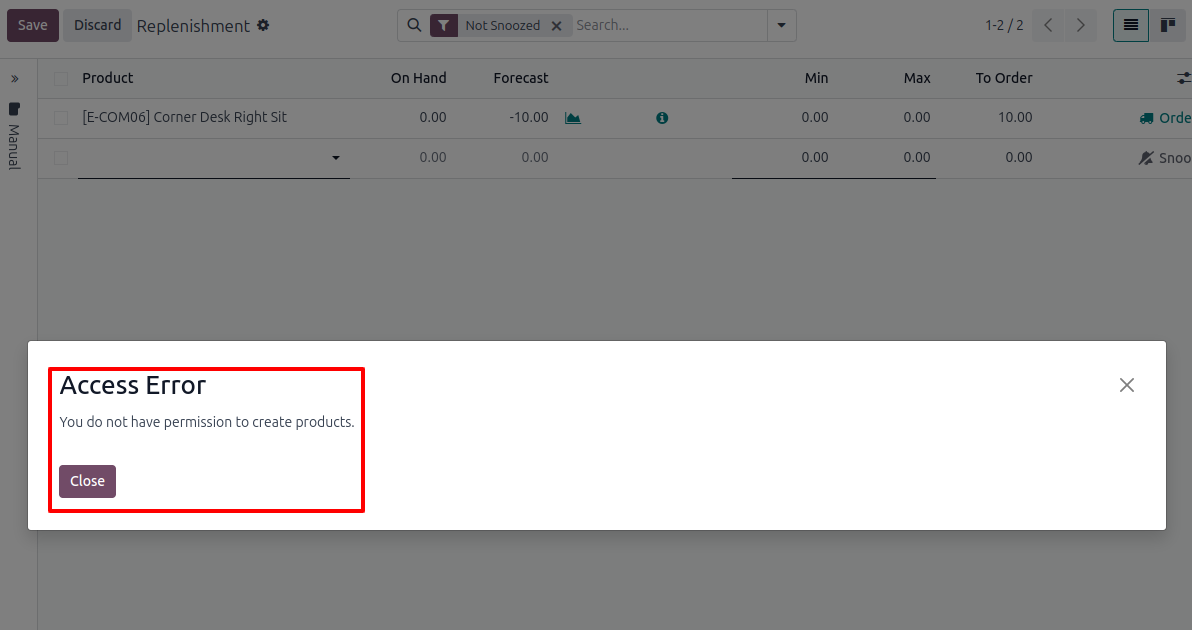 Save Discard Replenishment Not Snoozed Search... 1-2 / 2
Product On Hand Forecast Min Max To Order
[E-COM06] Corner Desk Right Sit 0.00 -10.00 0.00 0.00 10.00 Orde
0.00 0.00 0.00 0.00 0.00 Snoo
Manual
Access Error
You do not have permission to create products.
Close